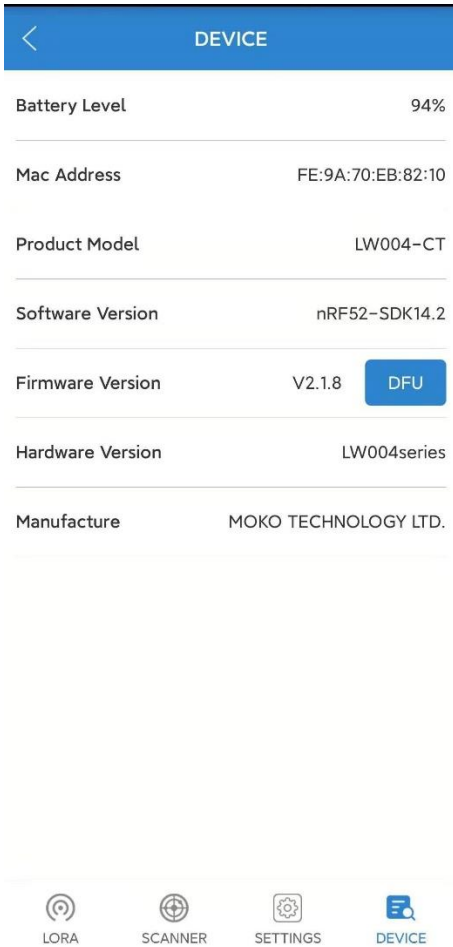 DEVICE
Battery Level 94%
Mac Address FE:9A:70:EB:82:10
Product Model LW004-CT
Software Version nRF52-SDK14.2
Firmware Version V2.1.8 DFU
Hardware Version LW004series
Manufacture MOKO TECHNOLOGY LTD.
LORA SCANNER SETTINGS DEVICE